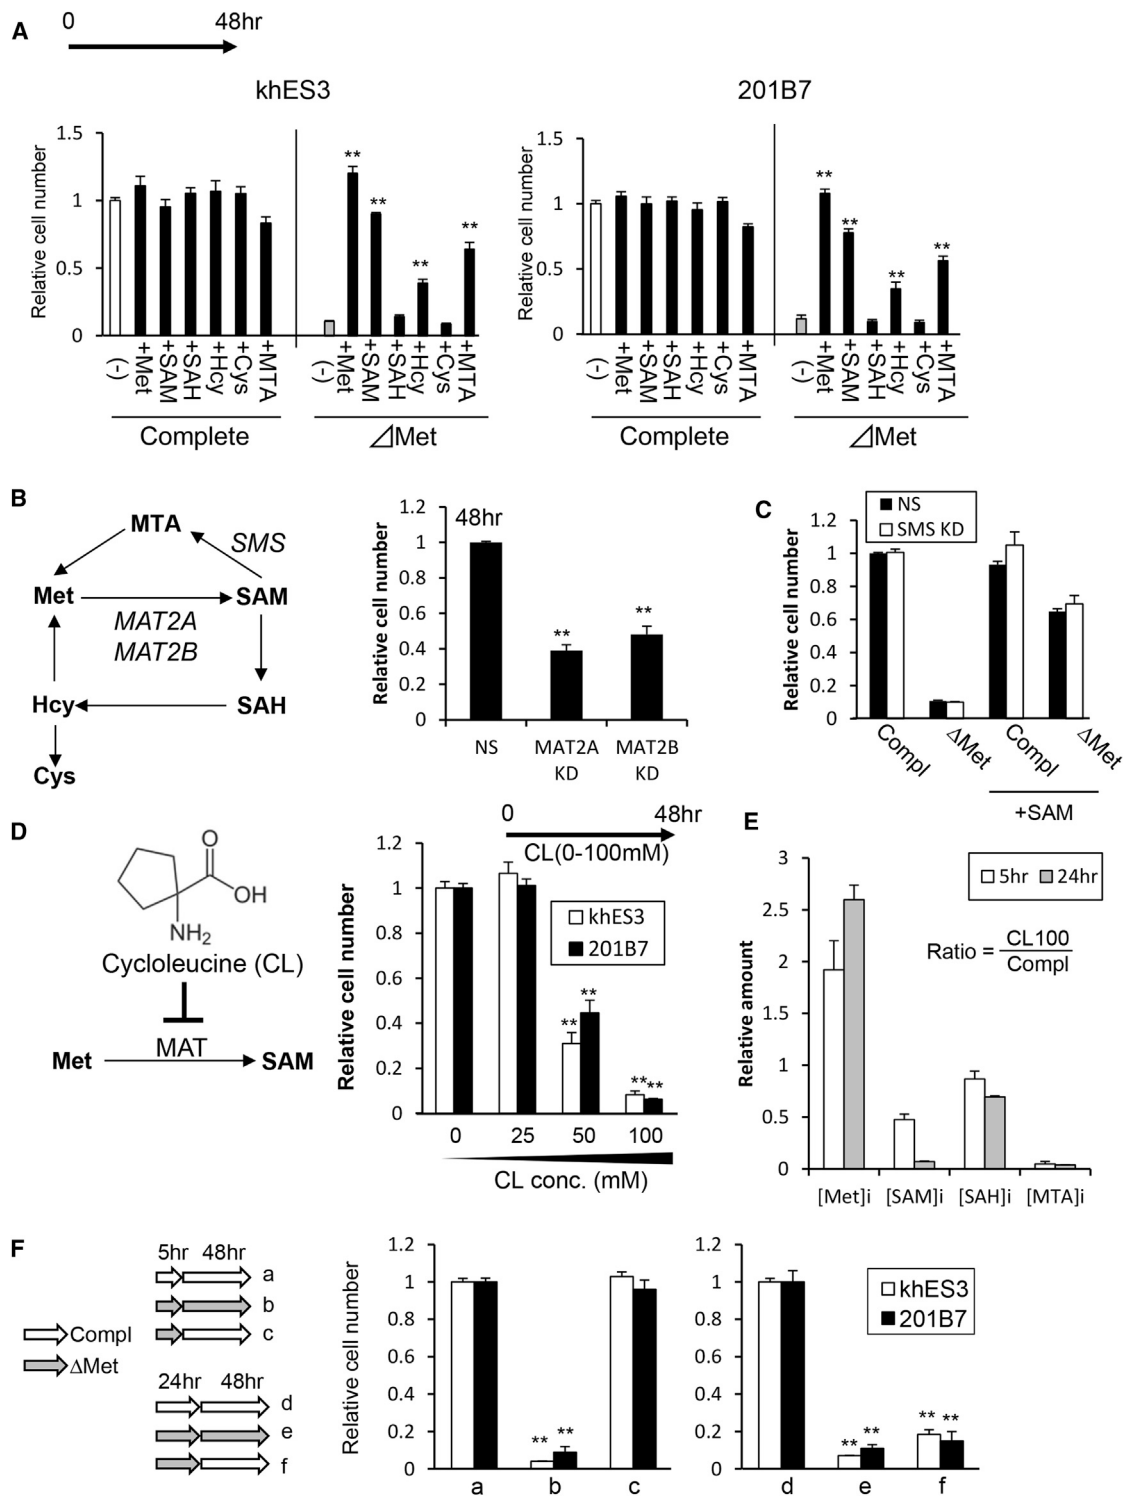 A
0 48hr
khES3
201B7
Relative cell number
1.5
1
0.5
0
**
**
**
**
(-)
+Met
+SAM
+SAH
+Hcy
+Cys
+MTA
Complete
(-)
+Met
+SAM
+SAH
+Hcy
+Cys
+MTA
⊿Met
Relative cell number
1.5
1
0.5
0
**
**
**
**
(-)
+Met
+SAM
+SAH
+Hcy
+Cys
+MTA
Complete
(-)
+Met
+SAM
+SAH
+Hcy
+Cys
+MTA
⊿Met
B
MTA
SMS
Met
SAM
MAT2A
MAT2B
Hcy
SAH
Cys
Relative cell number
1.2
1
0.8
0.6
0.4
0.2
0
48hr
**
**
NS
MAT2A KD
MAT2B KD
C
NS
SMS KD
Relative cell number
1.2
1
0.8
0.6
0.4
0.2
0
Compl
ΔMet
Compl
ΔMet
+SAM
D
O
OH
NH2
Cycloleucine (CL)
MAT
Met
SAM
0 48hr
CL(0-100mM)
khES3
201B7
Relative cell number
1.2
1
0.8
0.6
0.4
0.2
0
**
**
**
**
0 25 50 100
CL conc. (mM)
E
5hr 24hr
Ratio = CL100
Compl
Relative amount
3
2.5
2
1.5
1
0.5
0
[Met]i [SAM]i [SAH]i [MTA]i
F
5hr 48hr
a
b
c
Compl
ΔMet
24hr 48hr
d
e
f
Relative cell number
1.2
1
0.8
0.6
0.4
0.2
0
** **
a b c
1.2
1
0.8
0.6
0.4
0.2
0
khES3
201B7
** **
** **
d e f